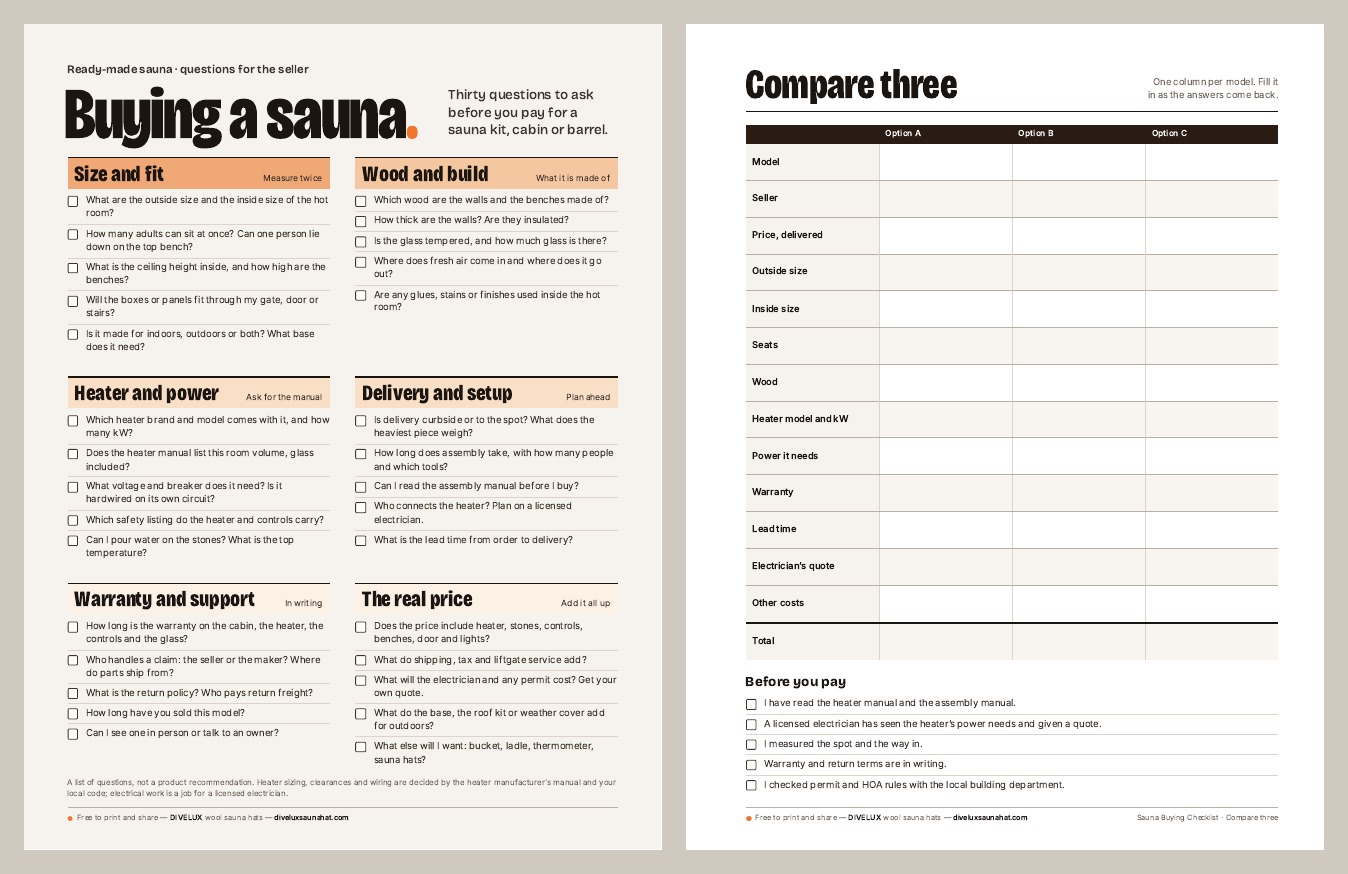 Ready-made sauna · questions for the seller
Buying a sauna.
Thirty questions to ask
before you pay for a
sauna kit, cabin or barrel.
Size and fit
Measure twice
What are the outside size and the inside size of the hot
room?
How many adults can sit at once? Can one person lie
down on the top bench?
What is the ceiling height inside, and how high are the
benches?
Will the boxes or panels fit through my gate, door or
stairs?
Is it made for indoors, outdoors or both? What base
does it need?
Wood and build
What it is made of
Which wood are the walls and the benches made of?
How thick are the walls? Are they insulated?
Is the glass tempered, and how much glass is there?
Where does fresh air come in and where does it go
out?
Are any glues, stains or finishes used inside the hot
room?
Heater and power
Ask for the manual
Which heater brand and model comes with it, and how
many kW?
Does the heater manual list this room volume, glass
included?
What voltage and breaker does it need? Is it
hardwired on its own circuit?
Which safety listing do the heater and controls carry?
Can I pour water on the stones? What is the top
temperature?
Delivery and setup
Plan ahead
Is delivery curbside or to the spot? What does the
heaviest piece weigh?
How long does assembly take, with how many people
and which tools?
Can I read the assembly manual before I buy?
Who connects the heater? Plan on a licensed
electrician.
What is the lead time from order to delivery?
Warranty and support
In writing
How long is the warranty on the cabin, the heater, the
controls and the glass?
Who handles a claim: the seller or the maker? Where
do parts ship from?
What is the return policy? Who pays return freight?
How long have you sold this model?
Can I see one in person or talk to an owner?
The real price
Add it all up
Does the price include heater, stones, controls,
benches, door and lights?
What do shipping, tax and liftgate service add?
What will the electrician and any permit cost? Get your
own quote.
What do the base, the roof kit or weather cover add
for outdoors?
What else will I want: bucket, ladle, thermometer,
sauna hats?
A list of questions, not a product recommendation. Heater sizing, clearances and wiring are decided by the heater manufacturer's manual and your
local code; electrical work is a job for a licensed electrician.
Free to print and share — DIVELUX wool sauna hats — diveluxsaunahat.com
Compare three
One column per model. Fill it
in as the answers come back.
Option A Option B Option C
Model
Seller
Price, delivered
Outside size
Inside size
Seats
Wood
Heater model and kW
Power it needs
Warranty
Lead time
Electrician's quote
Other costs
Total
Before you pay
I have read the heater manual and the assembly manual.
A licensed electrician has seen the heater's power needs and given a quote.
I measured the spot and the way in.
Warranty and return terms are in writing.
I checked permit and HOA rules with the local building department.
Free to print and share — DIVELUX wool sauna hats — diveluxsaunahat.com
Sauna Buying Checklist · Compare three